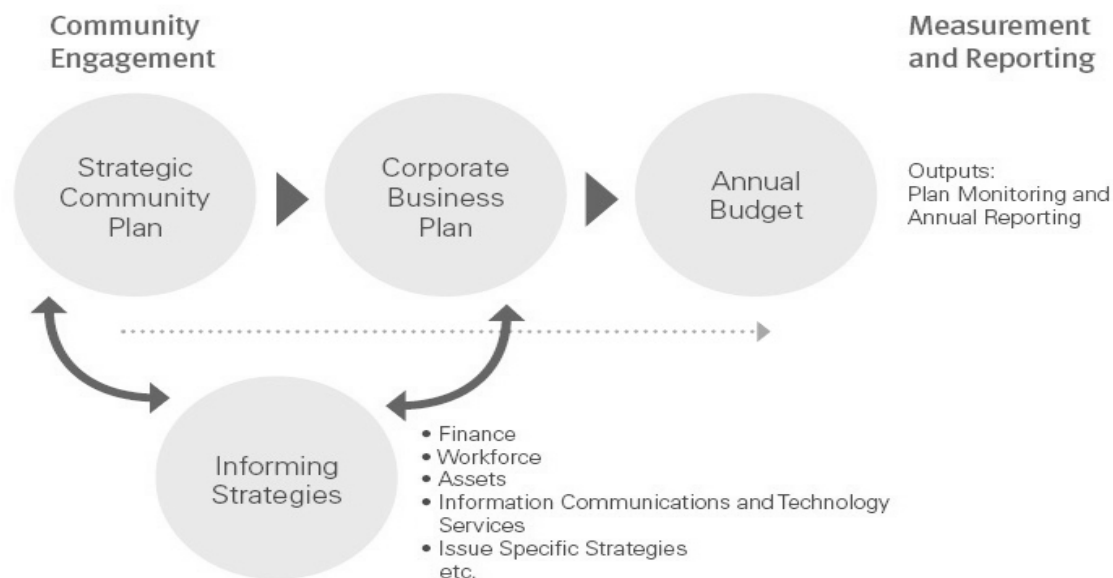 Community
Engagement
Measurement
and Reporting
Strategic
Community
Plan
Corporate
Business
Plan
Annual
Budget
Outputs:
Plan Monitoring and
Annual Reporting
Informing
Strategies
• Finance
• Workforce
• Assets
• Information Communications and Technology
Services
• Issue Specific Strategies
etc.